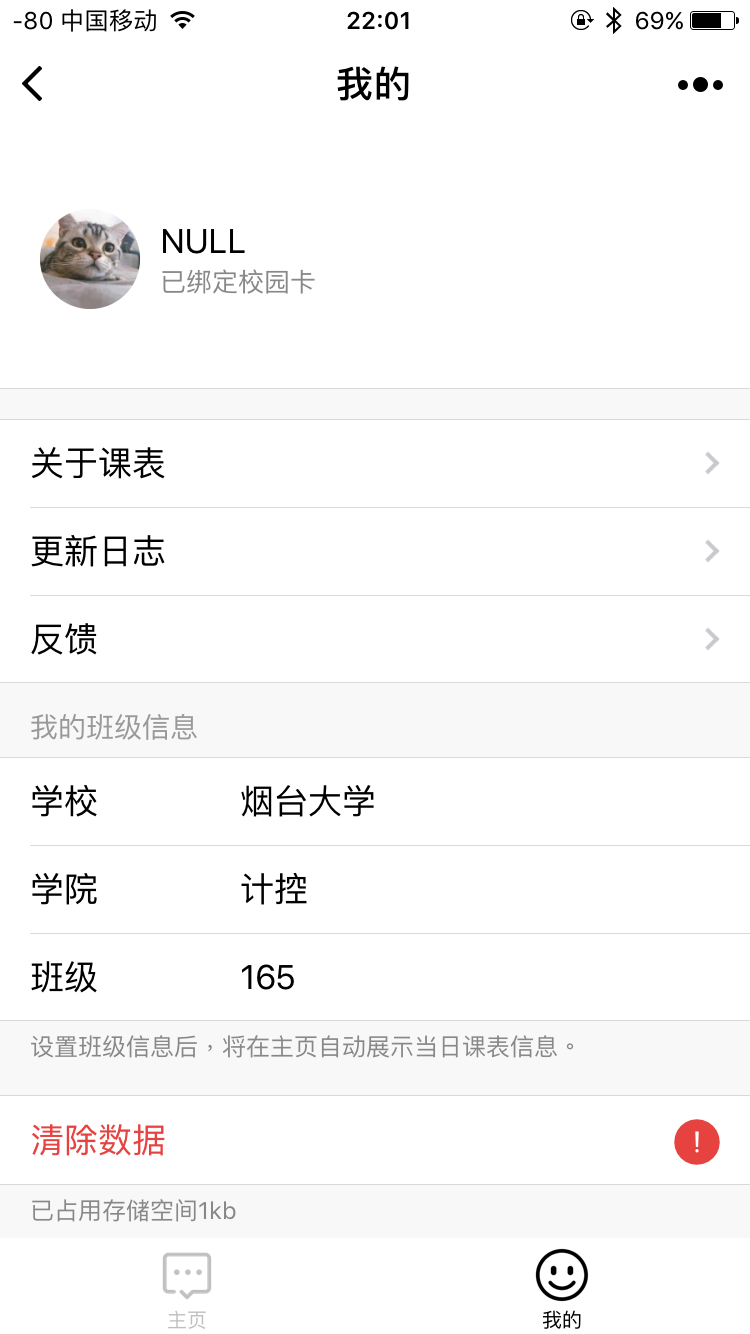 -80 中国移动 22:01 69%
我的
NULL
已绑定校园卡
关于课表
更新日志
反馈
我的班级信息
学校 烟台大学
学院 计控
班级 165
设置班级信息后，将在主页自动展示当日课表信息。
清除数据
已占用存储空间1kb
主页 我的